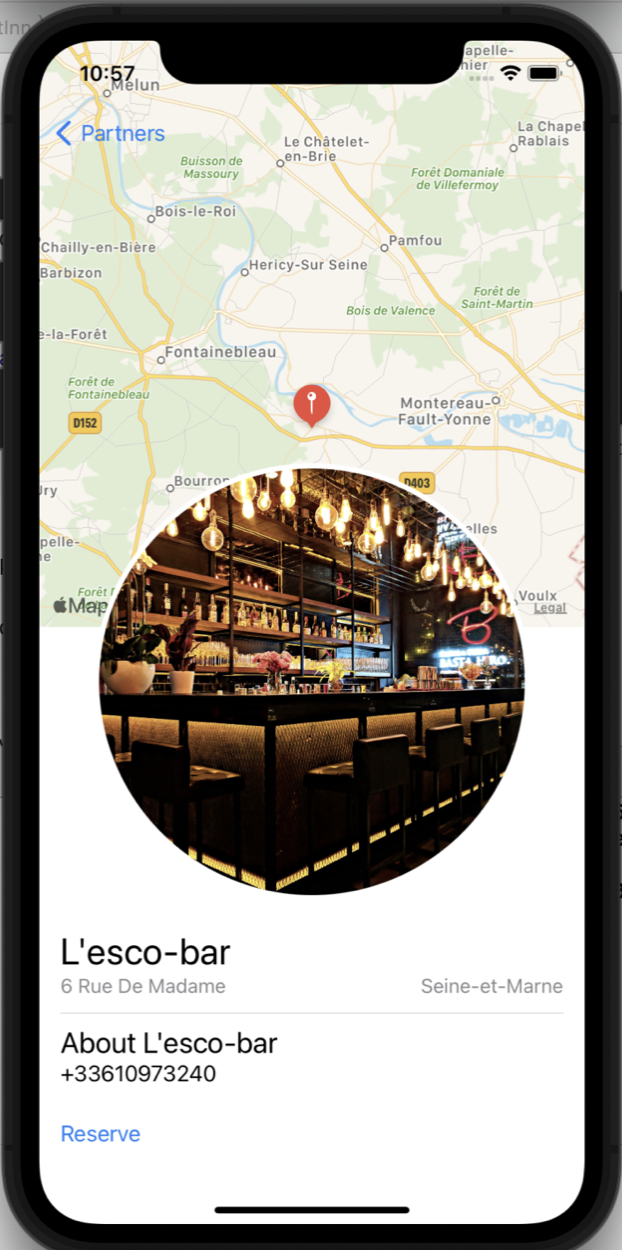 10:57
Melun
Partners
Le Châtelet-
en-Brie
La Chapel
Rablais
Buisson de
Massoury
Forêt Domaniale
de Villefermoy
Bois-le-Roi
Chailly-en-Bière
Pamfou
Barbizon
Hericy-Sur Seine
Forêt de
Saint-Martin
Bois de Valence
e-la-Forêt
Fontainebleau
Forêt de
Fontainebleau
Montereau-
Fault-Yonne
D152
D403
Bourron
Ury
elles
pelle-
ne
Forêt
Voulx
Maps
Legal
L'esco-bar
6 Rue De Madame
Seine-et-Marne
About L'esco-bar
+33610973240
Reserve